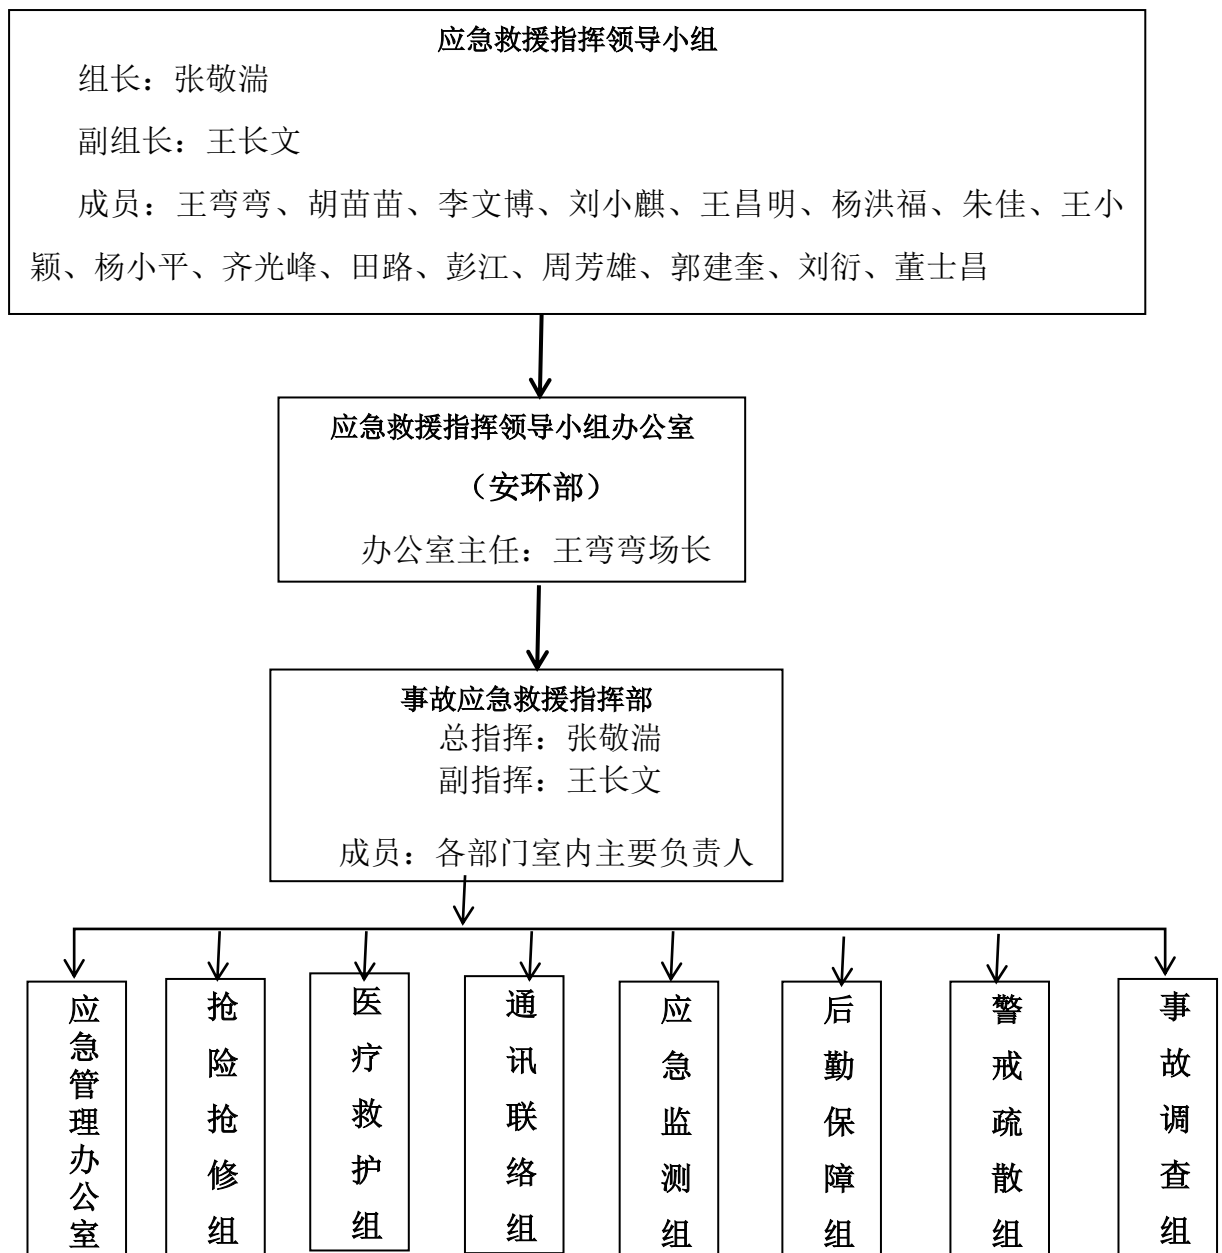 应急救援指挥领导小组
组长：张敬湍
副组长：王长文
成员：王弯弯、胡苗苗、李文博、刘小麒、王昌明、杨洪福、朱佳、王小
颖、杨小平、齐光峰、田路、彭江、周芳雄、郭建奎、刘衍、董士昌
应急救援指挥领导小组办公室
（安环部）
办公室主任：王弯弯场长
事故应急救援指挥部
总指挥：张敬湍
副指挥：王长文
成员：各部门室内主要负责人
应急管理办公室
抢险抢修组
医疗救护组
通讯联络组
应急监测组
后勤保障组
警戒疏散组
事故调查组